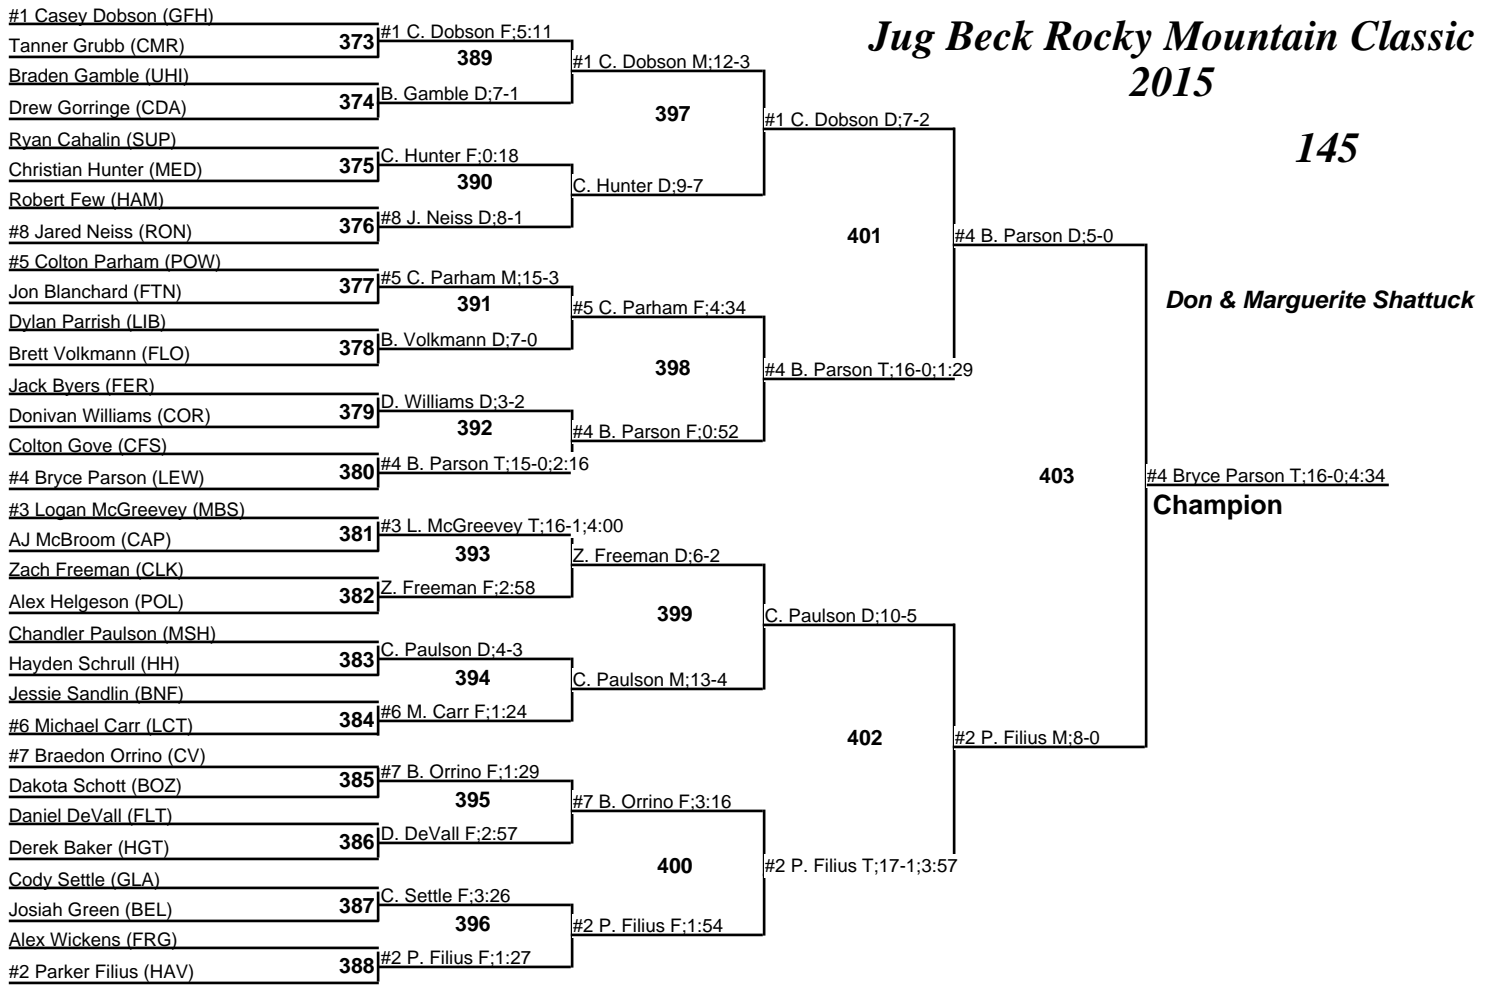 Jug Beck Rocky Mountain Classic
2015
145
Don & Marguerite Shattuck
#1 Casey Dobson (GFH)
Tanner Grubb (CMR)
Braden Gamble (UHI)
Drew Gorringe (CDA)
Ryan Cahalin (SUP)
Christian Hunter (MED)
Robert Few (HAM)
#8 Jared Neiss (RON)
#5 Colton Parham (POW)
Jon Blanchard (FTN)
Dylan Parrish (LIB)
Brett Volkmann (FLO)
Jack Byers (FER)
Donivan Williams (COR)
Colton Gove (CFS)
#4 Bryce Parson (LEW)
#3 Logan McGreevey (MBS)
AJ McBroom (CAP)
Zach Freeman (CLK)
Alex Helgeson (POL)
Chandler Paulson (MSH)
Hayden Schrull (HH)
Jessie Sandlin (BNF)
#6 Michael Carr (LCT)
#7 Braedon Orrino (CV)
Dakota Schott (BOZ)
Daniel DeVall (FLT)
Derek Baker (HGT)
Cody Settle (GLA)
Josiah Green (BEL)
Alex Wickens (FRG)
#2 Parker Filius (HAV)
373
374
375
376
377
378
379
380
381
382
383
384
385
386
387
388
#1 C. Dobson F;5:11
389
B. Gamble D;7-1
C. Hunter F;0:18
390
#8 J. Neiss D;8-1
#5 C. Parham M;15-3
391
B. Volkmann D;7-0
D. Williams D;3-2
392
#4 B. Parson T;15-0;2:16
#3 L. McGreevey T;16-1;4:00
393
Z. Freeman F;2:58
C. Paulson D;4-3
394
#6 M. Carr F;1:24
#7 B. Orrino F;1:29
395
D. DeVall F;2:57
C. Settle F;3:26
396
#2 P. Filius F;1:27
#1 C. Dobson M;12-3
397
C. Hunter D;9-7
#5 C. Parham F;4:34
398
#4 B. Parson F;0:52
Z. Freeman D;6-2
399
C. Paulson M;13-4
#7 B. Orrino F;3:16
400
#2 P. Filius F;1:54
#1 C. Dobson D;7-2
401
#4 B. Parson T;16-0;1:29
C. Paulson D;10-5
402
#2 P. Filius T;17-1;3:57
#4 B. Parson D;5-0
403
#2 P. Filius M;8-0
#4 Bryce Parson T;16-0;4:34
Champion